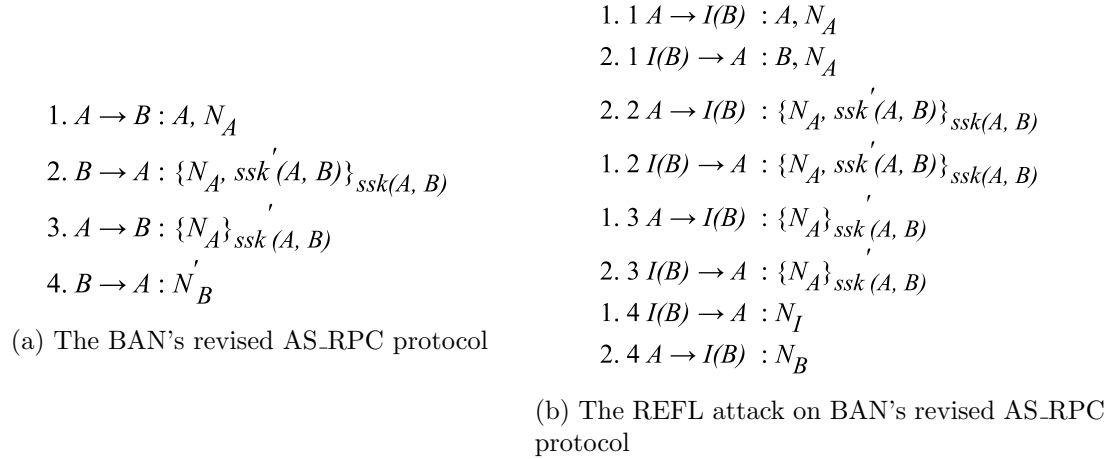 1. A → B : A, N_A
2. B → A : {N_A, ssk'(A, B)}_ssk(A, B)
3. A → B : {N_A}_ssk'(A, B)
4. B → A : N'_B
(a) The BAN's revised AS_RPC protocol
1. 1 A → I(B) : A, N_A
2. 1 I(B) → A : B, N_A
2. 2 A → I(B) : {N_A, ssk'(A, B)}_ssk(A, B)
1. 2 I(B) → A : {N_A, ssk'(A, B)}_ssk(A, B)
1. 3 A → I(B) : {N_A}_ssk'(A, B)
2. 3 I(B) → A : {N_A}_ssk'(A, B)
1. 4 I(B) → A : N_I
2. 4 A → I(B) : N_B
(b) The REFL attack on BAN's revised AS_RPC
protocol